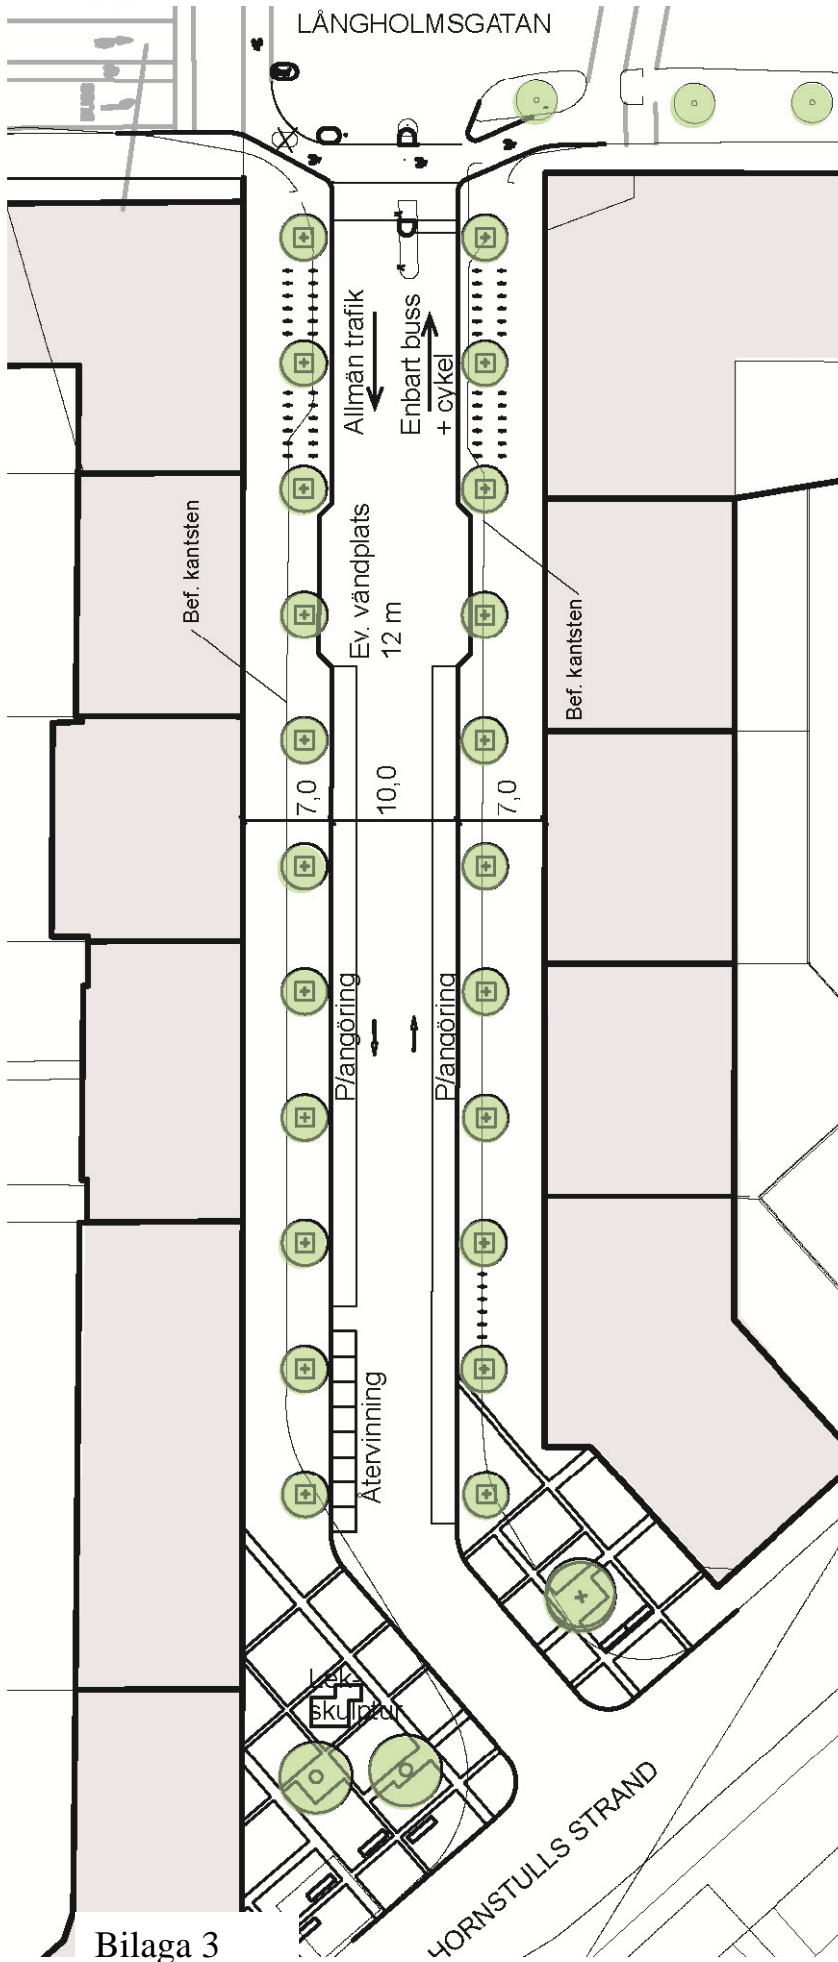 LÅNGHOLMSGATAN
BUSS
Allmän trafik
Enbart buss
+ cykel
Bef. kantsten
Ev. vändplats
12 m
Bef. kantsten
7,0
10,0
7,0
P/angöring
P/angöring
Återvinning
Lek-
skulptur
HORNSTULLS STRAND
Bilaga 3